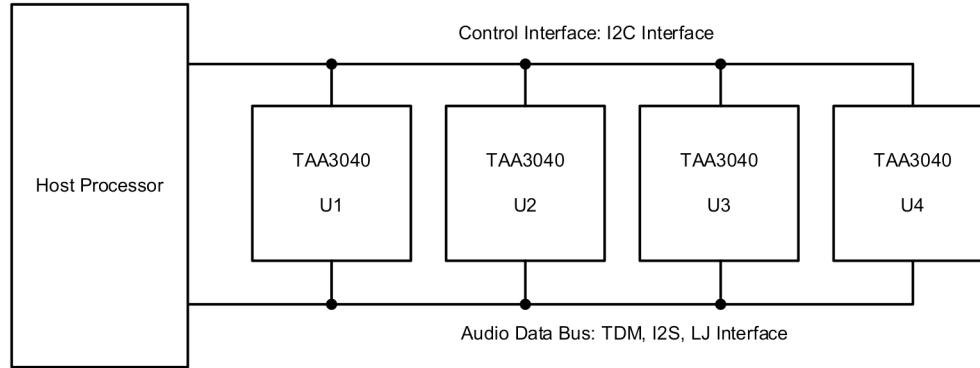 Control Interface: I2C Interface
Host Processor
TAA3040
U1
TAA3040
U2
TAA3040
U3
TAA3040
U4
Audio Data Bus: TDM, I2S, LJ Interface